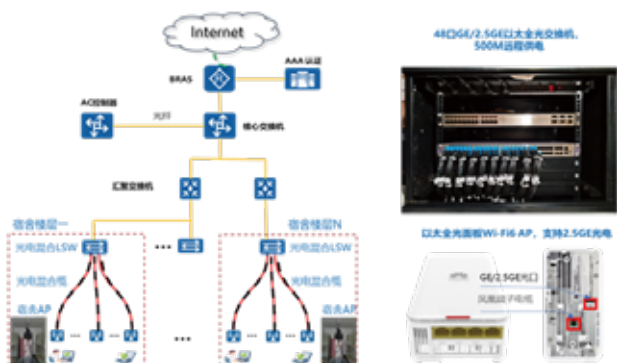 Internet
AAA认证
BRAS
AC控制器
光纤
核心交换机
汇聚交换机
宿舍楼层一
宿舍楼层N
光电混合LSW
...
光电混合LSW
光电混合缆
光电混合缆
宿舍AP
宿舍AP
...
...
...
48口GE/2.5GE以太全光交换机,
500M远程供电
以太全光面板Wi-Fi6 AP, 支持2.5GE光电
GE/2.5GE光口
凤凰端子电缆